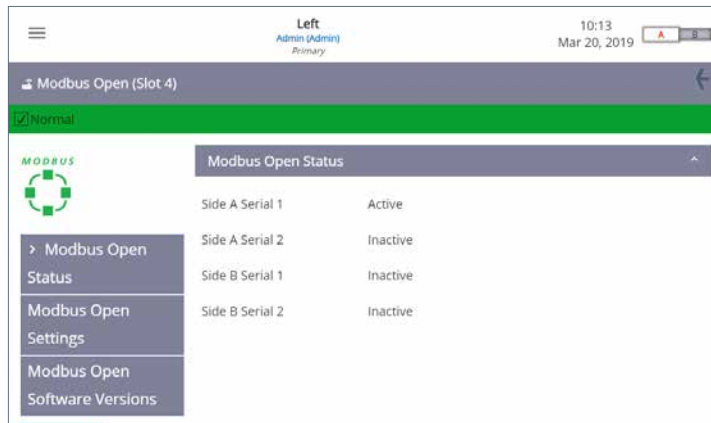 Left
Admin (Admin)
Primary
10:13
Mar 20, 2019
A B
Modbus Open (Slot 4)
Normal
MODBUS
Modbus Open Status
Side A Serial 1 Active
Side A Serial 2 Inactive
Side B Serial 1 Inactive
Side B Serial 2 Inactive
> Modbus Open
Status
Modbus Open
Settings
Modbus Open
Software Versions